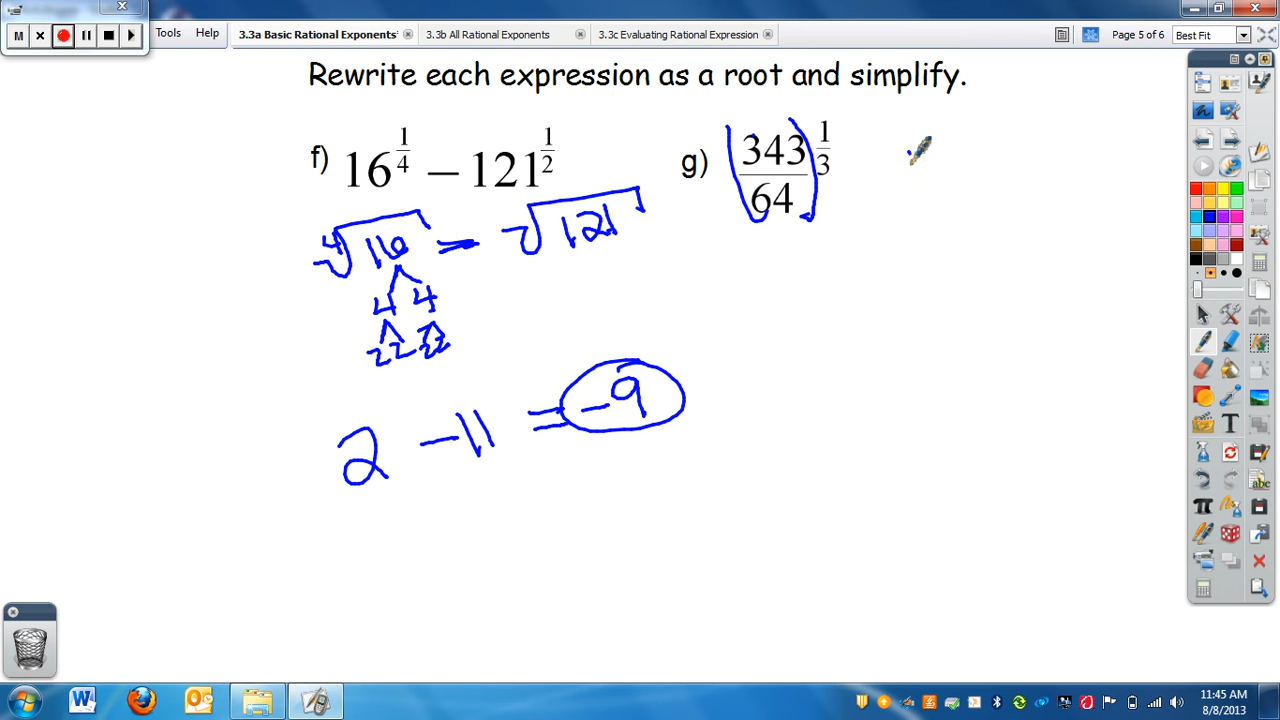 M
Tools Help 3.3a Basic Rational Exponents' 3.3b All Rational Exponents 3.3c Evaluating Rational Expression Page 5 of 6 Best Fit
Rewrite each expression as a root and simplify.
f) 16^(1/4) − 121^(1/2)
g) (343/64)^(1/3)
∜16 − √121
4 4
2 2 2 2
2 − 11 = −9
11:45 AM
8/8/2013